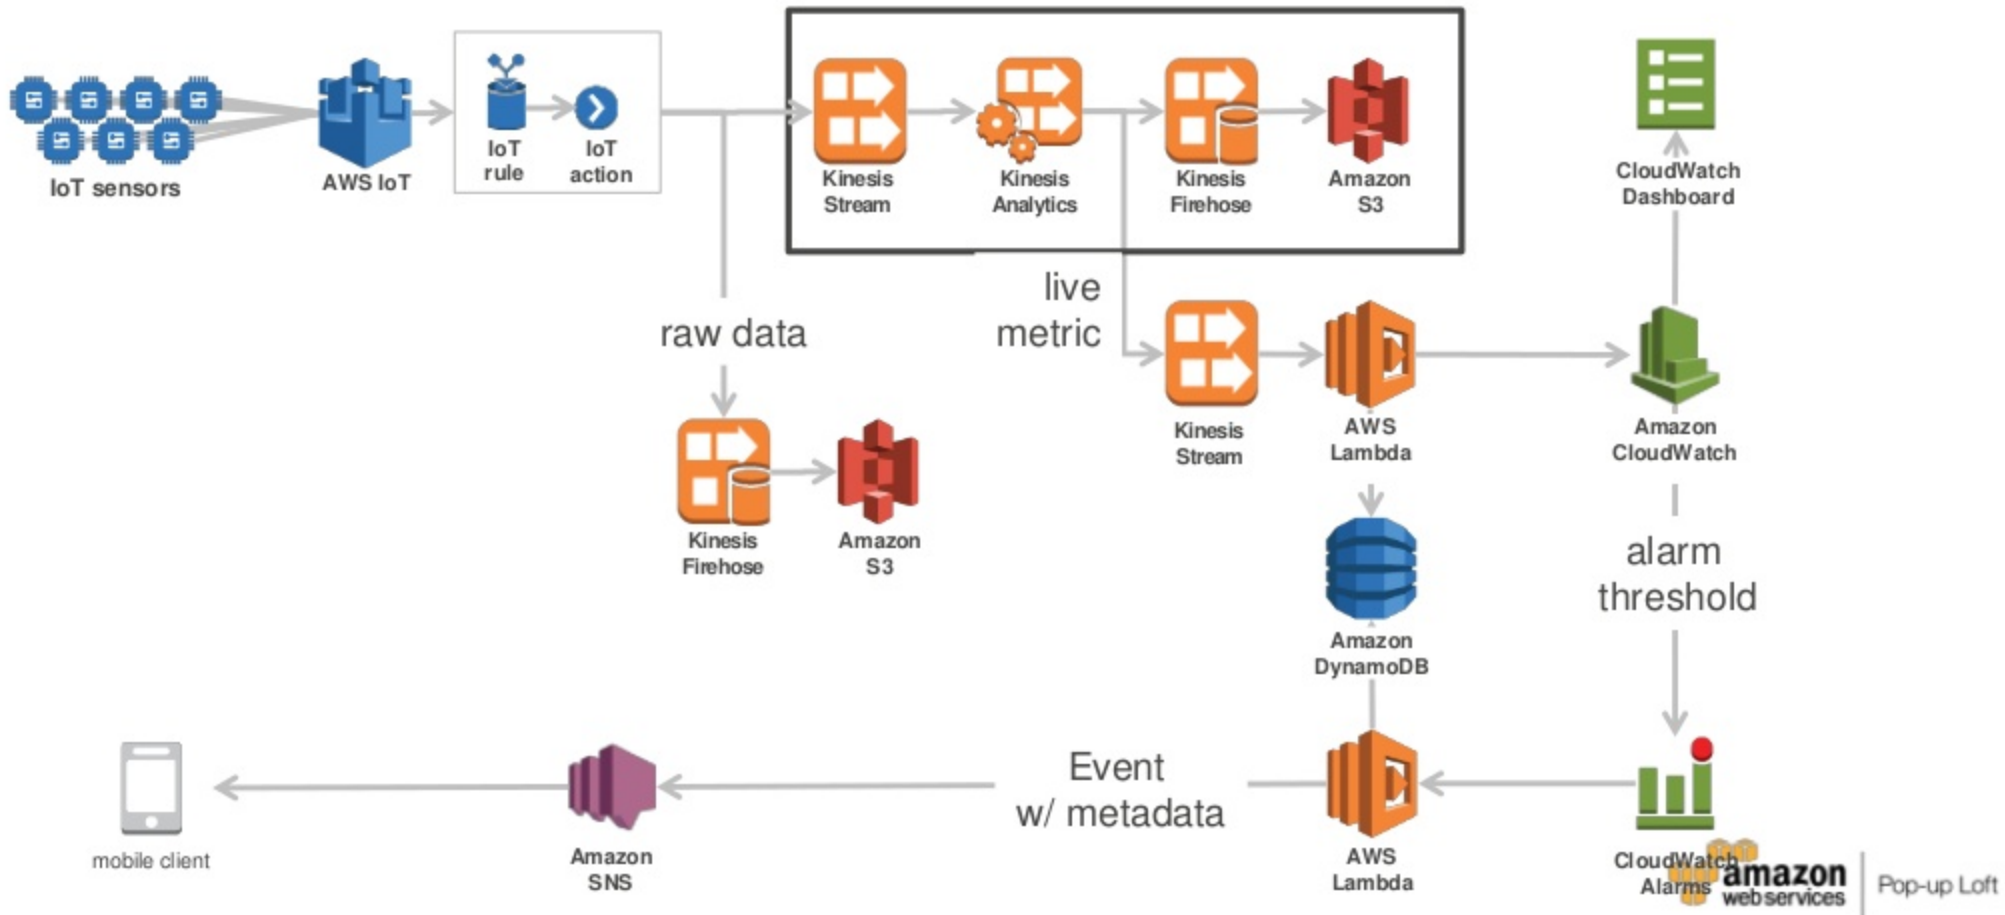 IoT sensors
AWS IoT
IoT
rule
IoT
action
Kinesis
Stream
Kinesis
Analytics
Kinesis
Firehose
Amazon
S3
CloudWatch
Dashboard
raw data
live
metric
Kinesis
Stream
AWS
Lambda
Amazon
CloudWatch
Kinesis
Firehose
Amazon
S3
Amazon
DynamoDB
alarm
threshold
mobile client
Amazon
SNS
Event
w/ metadata
AWS
Lambda
CloudWatch
Alarms
amazon
web services
Pop-up Loft